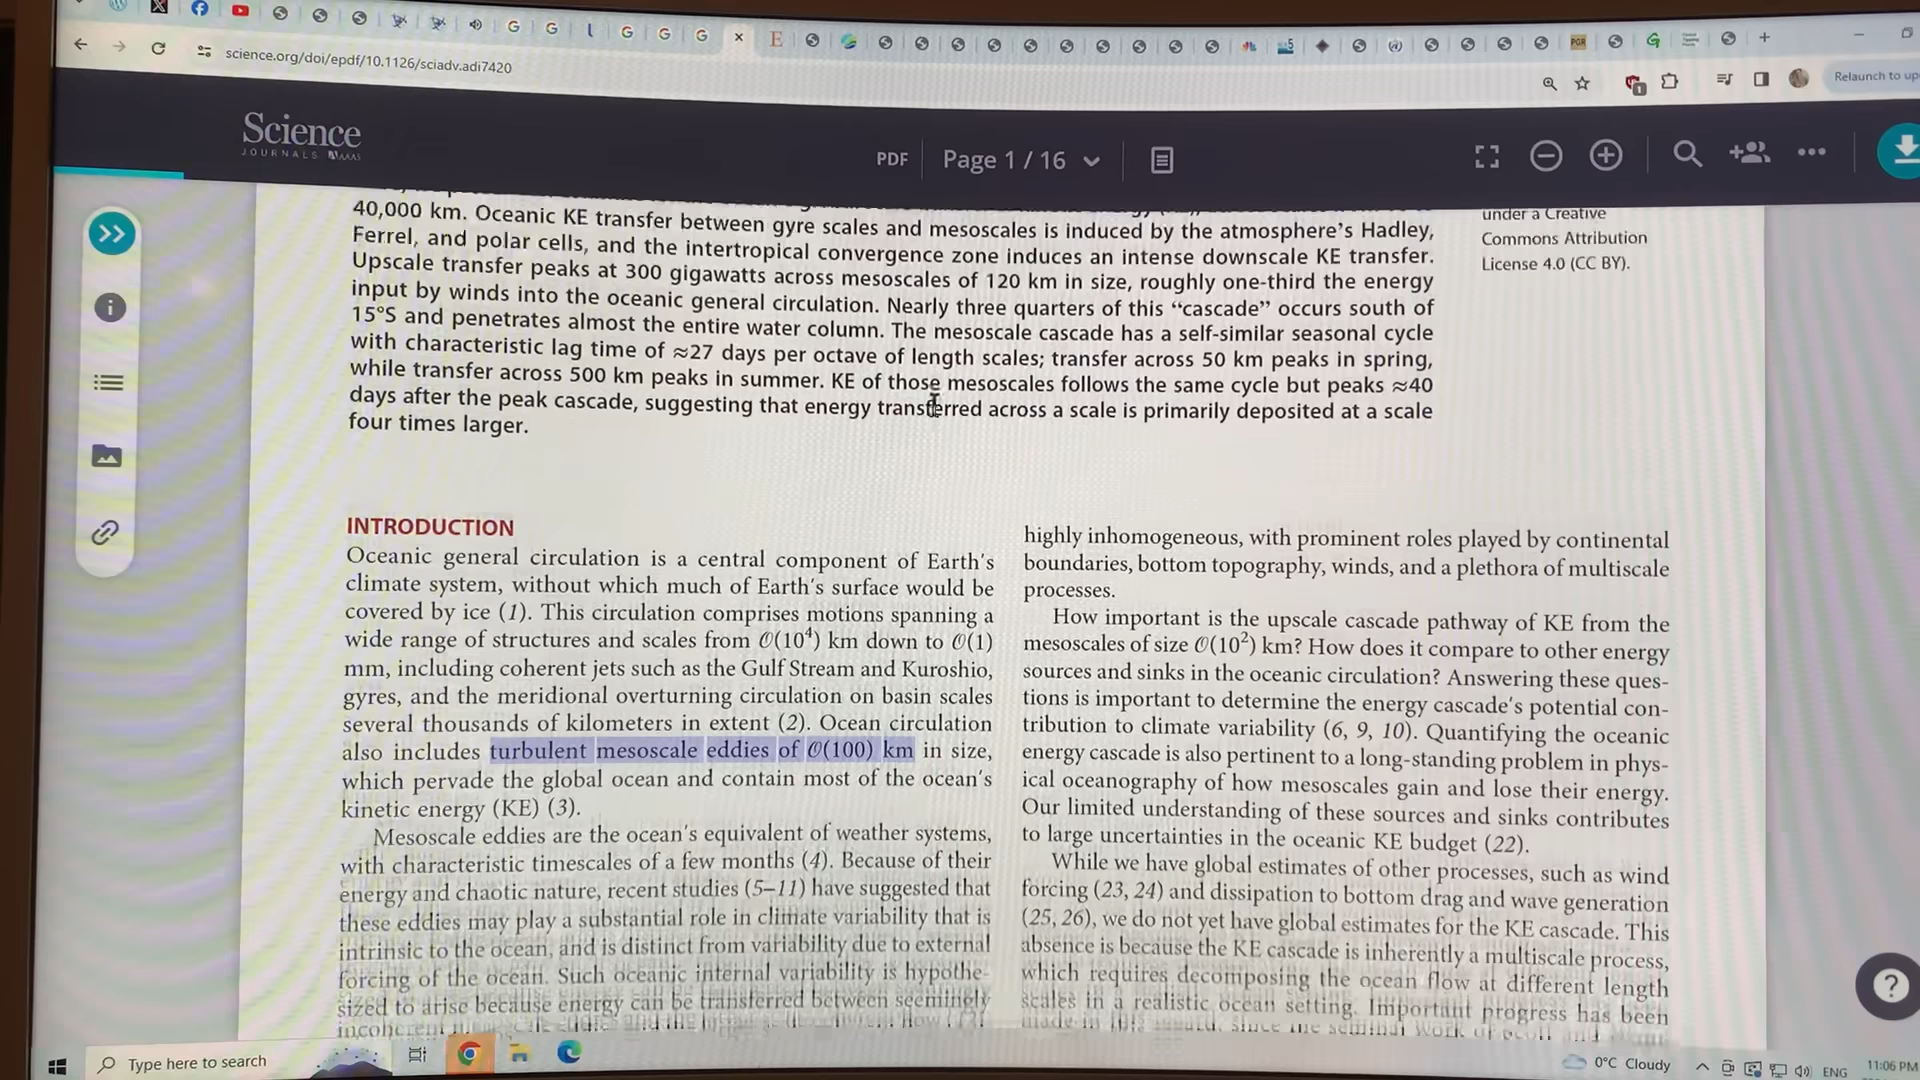 science.org/doi/epdf/10.1126/sciadv.adi7420
Relaunch to up
Science
JOURNALS AAAS
PDF
Page 1 / 16
40,000 km. Oceanic KE transfer between gyre scales and mesoscales is induced by the atmosphere's Hadley,
Ferrel, and polar cells, and the intertropical convergence zone induces an intense downscale KE transfer.
Upscale transfer peaks at 300 gigawatts across mesoscales of 120 km in size, roughly one-third the energy
input by winds into the oceanic general circulation. Nearly three quarters of this “cascade” occurs south of
15°S and penetrates almost the entire water column. The mesoscale cascade has a self-similar seasonal cycle
with characteristic lag time of ≈27 days per octave of length scales; transfer across 50 km peaks in spring,
while transfer across 500 km peaks in summer. KE of those mesoscales follows the same cycle but peaks ≈40
days after the peak cascade, suggesting that energy transferred across a scale is primarily deposited at a scale
four times larger.
under a Creative
Commons Attribution
License 4.0 (CC BY).
INTRODUCTION
Oceanic general circulation is a central component of Earth's
climate system, without which much of Earth's surface would be
covered by ice (1). This circulation comprises motions spanning a
wide range of structures and scales from 𝒪(10⁴) km down to 𝒪(1)
mm, including coherent jets such as the Gulf Stream and Kuroshio,
gyres, and the meridional overturning circulation on basin scales
several thousands of kilometers in extent (2). Ocean circulation
also includes turbulent mesoscale eddies of 𝒪(100) km in size,
which pervade the global ocean and contain most of the ocean's
kinetic energy (KE) (3).
Mesoscale eddies are the ocean's equivalent of weather systems,
with characteristic timescales of a few months (4). Because of their
energy and chaotic nature, recent studies (5–11) have suggested that
these eddies may play a substantial role in climate variability that is
intrinsic to the ocean, and is distinct from variability due to external
forcing of the ocean. Such oceanic internal variability is hypothe-
sized to arise because energy can be transferred between seemingly
highly inhomogeneous, with prominent roles played by continental
boundaries, bottom topography, winds, and a plethora of multiscale
processes.
How important is the upscale cascade pathway of KE from the
mesoscales of size 𝒪(10²) km? How does it compare to other energy
sources and sinks in the oceanic circulation? Answering these ques-
tions is important to determine the energy cascade's potential con-
tribution to climate variability (6, 9, 10). Quantifying the oceanic
energy cascade is also pertinent to a long-standing problem in phys-
ical oceanography of how mesoscales gain and lose their energy.
Our limited understanding of these sources and sinks contributes
to large uncertainties in the oceanic KE budget (22).
While we have global estimates of other processes, such as wind
forcing (23, 24) and dissipation to bottom drag and wave generation
(25, 26), we do not yet have global estimates for the KE cascade. This
absence is because the KE cascade is inherently a multiscale process,
which requires decomposing the ocean flow at different length
scales in a realistic ocean setting. Important progress has been
Type here to search
0°C Cloudy
ENG
11:06 PM